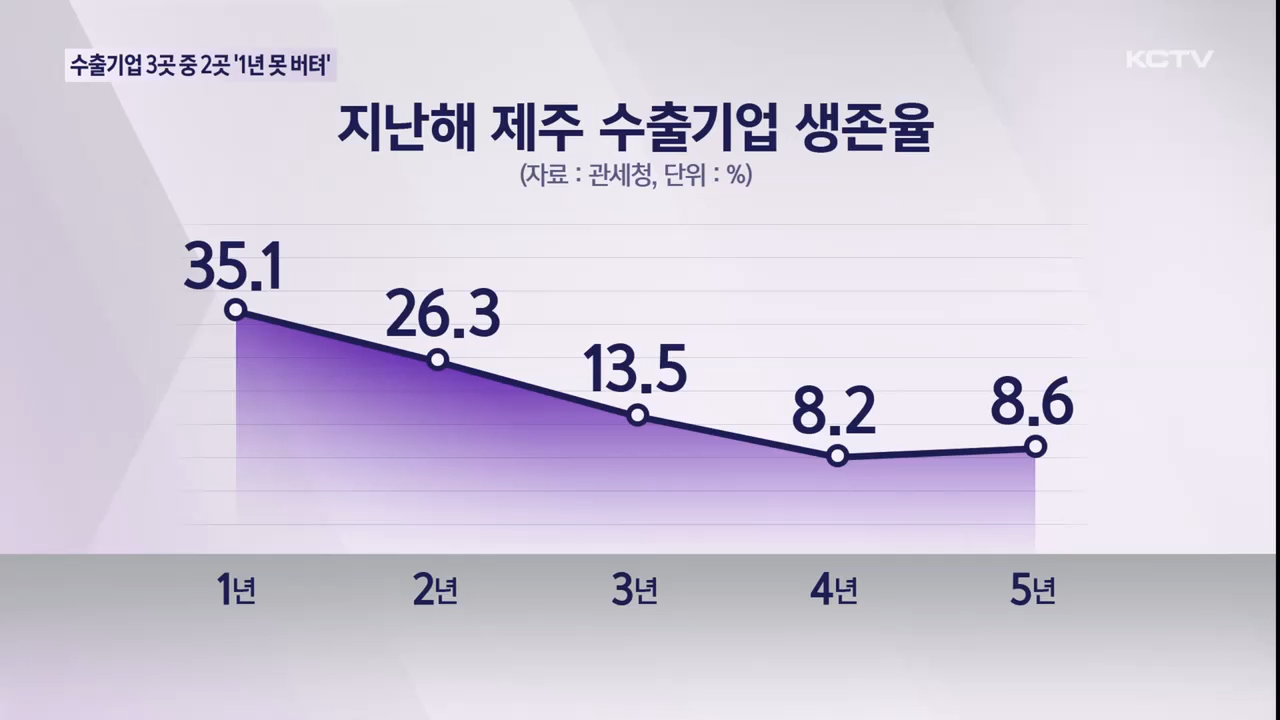 수출기업 3곳 중 2곳 '1년 못 버텨'
KCTV
지난해 제주 수출기업 생존율
(자료 : 관세청, 단위 : %)
35.1
26.3
13.5
8.2
8.6
1년
2년
3년
4년
5년